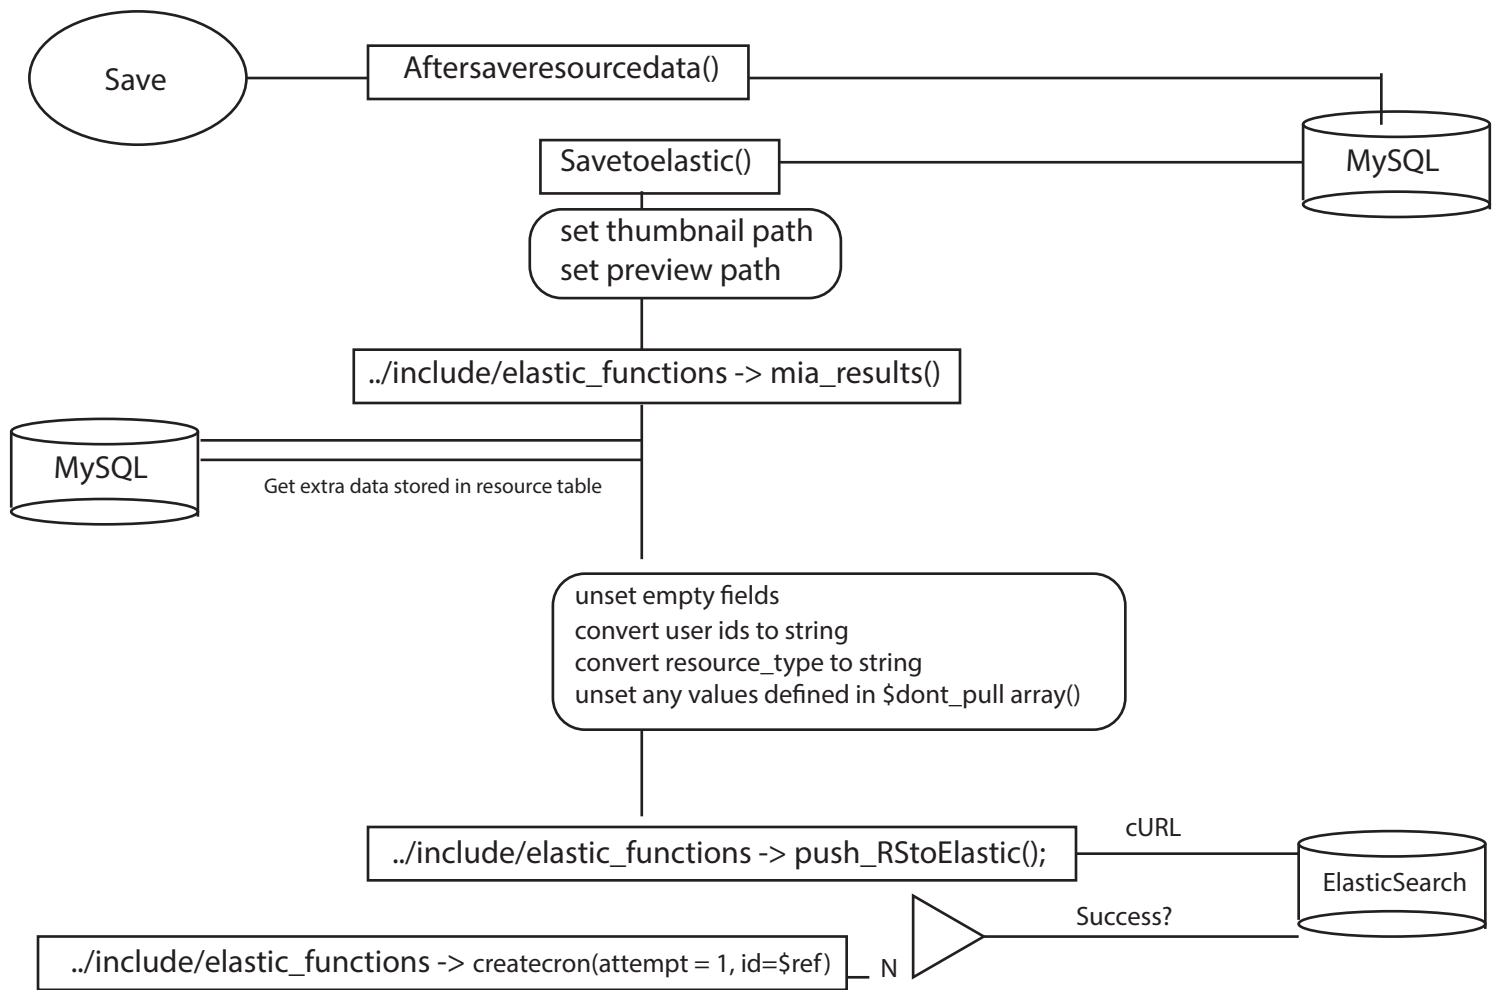 Save
Aftersaveresourcedata()
MySQL
Savetoelastic()
set thumbnail path
set preview path
../include/elastic_functions -> mia_results()
MySQL
Get extra data stored in resource table
unset empty fields
convert user ids to string
convert resource_type to string
unset any values defined in $dont_pull array()
../include/elastic_functions -> push_RStoElastic();
cURL
ElasticSearch
Success?
N
../include/elastic_functions -> createcron(attempt = 1, id=$ref)